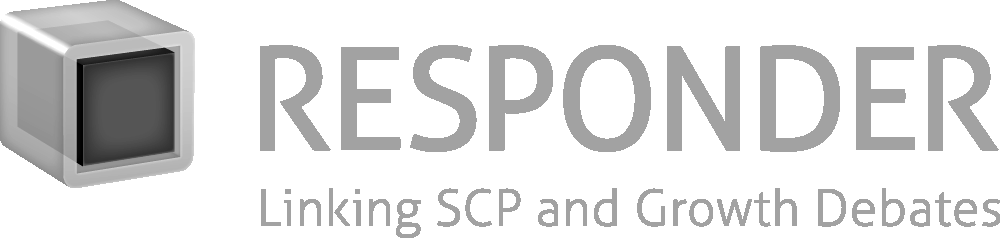 RESPONDER
Linking SCP and Growth Debates